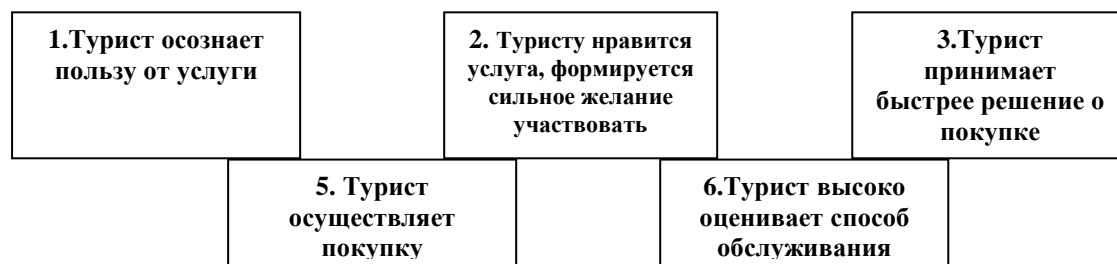 1.Турист осознает
пользу от услуги
2. Туристу нравится
услуга, формируется
сильное желание
участвовать
3.Турист
принимает
быстрее решение о
покупке
5. Турист
осуществляет
покупку
6.Турист высоко
оценивает способ
обслуживания